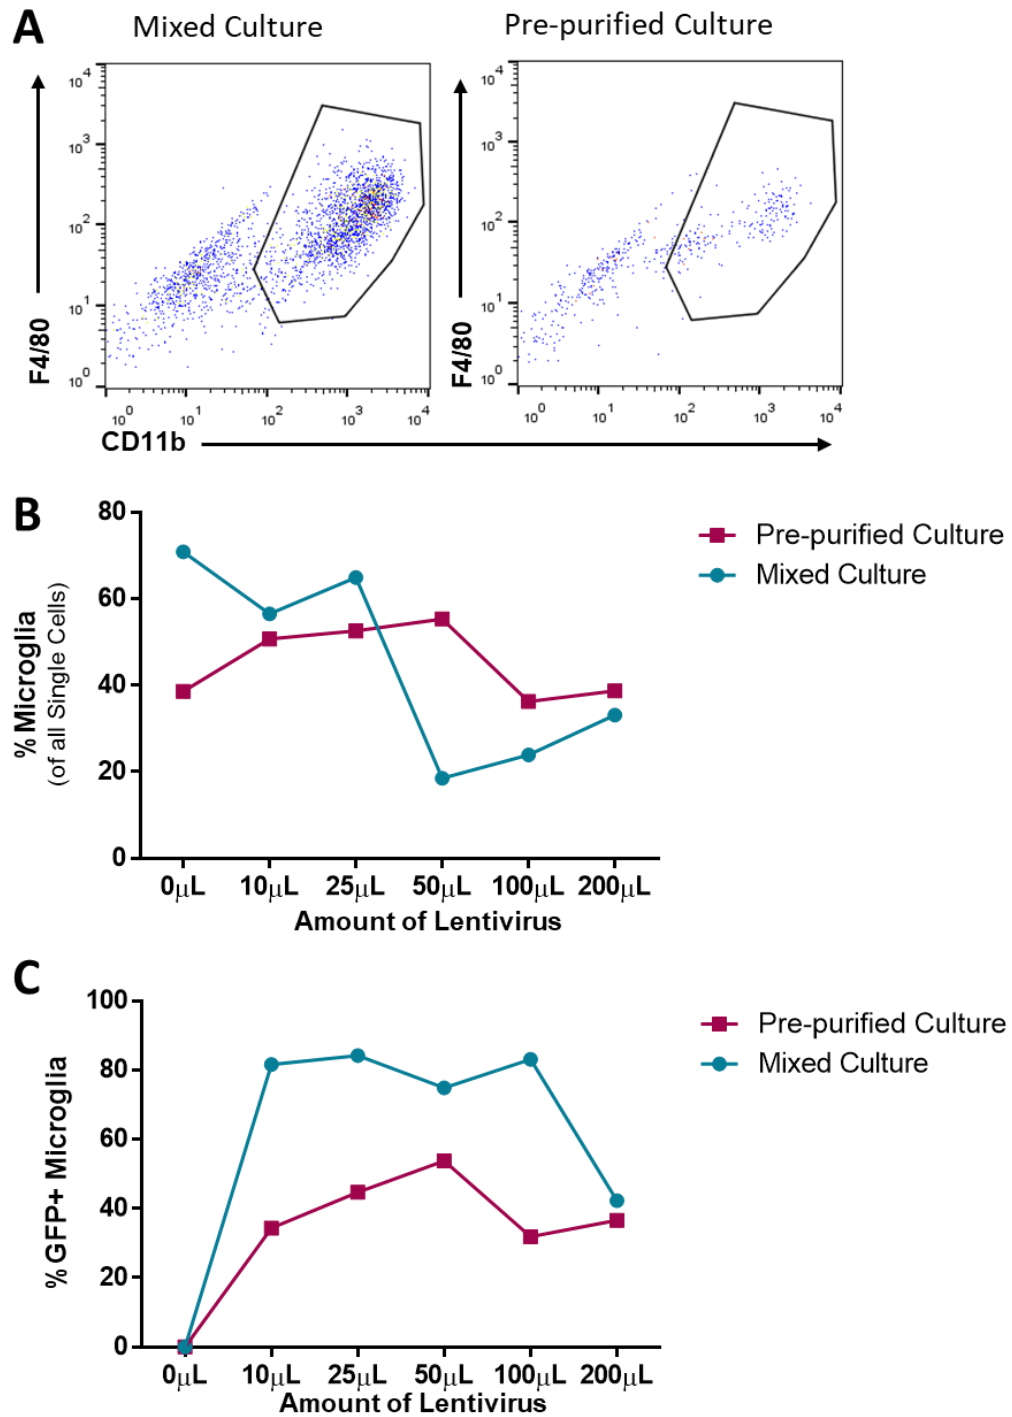 A
Mixed Culture
Pre-purified Culture
F4/80
10^4
10^3
10^2
10^1
10^0
10^0 10^1 10^2 10^3 10^4
F4/80
10^4
10^3
10^2
10^1
10^0
10^0 10^1 10^2 10^3 10^4
CD11b
B
% Microglia
(of all Single Cells)
80
60
40
20
0
0μL 10μL 25μL 50μL 100μL 200μL
Amount of Lentivirus
Pre-purified Culture
Mixed Culture
C
% GFP+ Microglia
100
80
60
40
20
0
0μL 10μL 25μL 50μL 100μL 200μL
Amount of Lentivirus
Pre-purified Culture
Mixed Culture